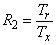 R₂ = Tᵣ / Tₓ